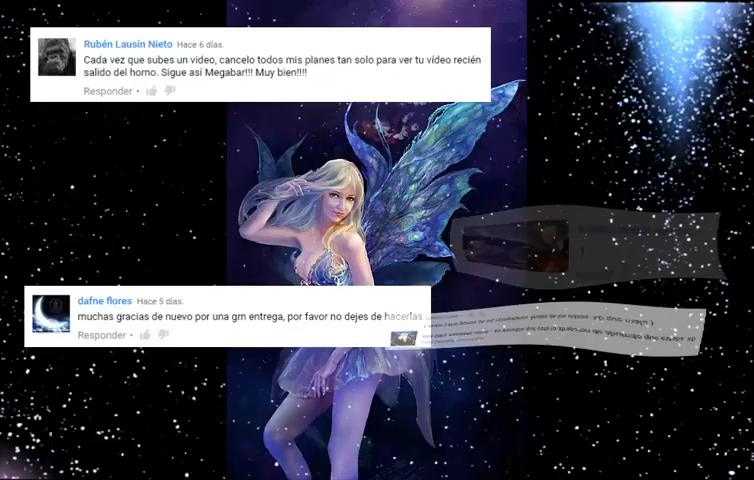 Rubén Lausín Nieto Hace 6 días.
Cada vez que subes un video, cancelo todos mis planes tan solo para ver tu vídeo recién
salido del horno. Sigue así Megabar!!! Muy bien!!!!
Responder •
dafne flores Hace 5 días.
muchas gracias de nuevo por una grn entrega, por favor no dejes de hacerlas
Responder •